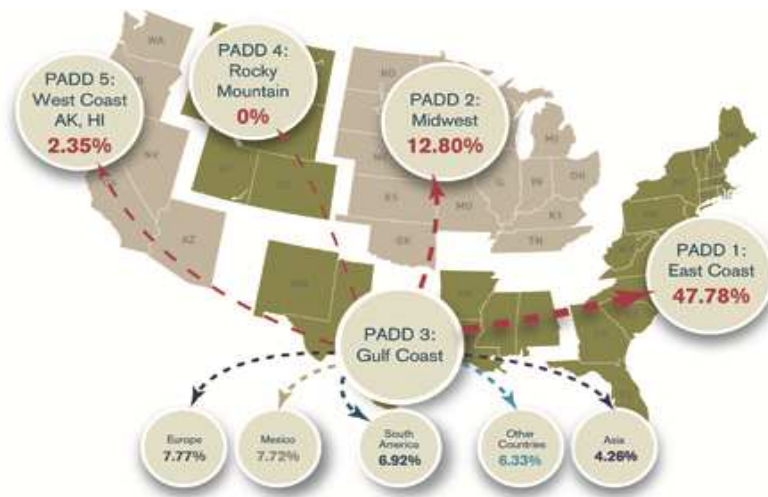 PADD 5:
West Coast
AK, HI
2.35%
PADD 4:
Rocky
Mountain
0%
PADD 2:
Midwest
12.80%
PADD 1:
East Coast
47.78%
PADD 3:
Gulf Coast
Europe
7.77%
Mexico
7.72%
South
America
6.92%
Other
Countries
6.33%
Asia
4.26%
WA
NV
AZ
KS
OK
MO
MI
IN
OH
KY
TN